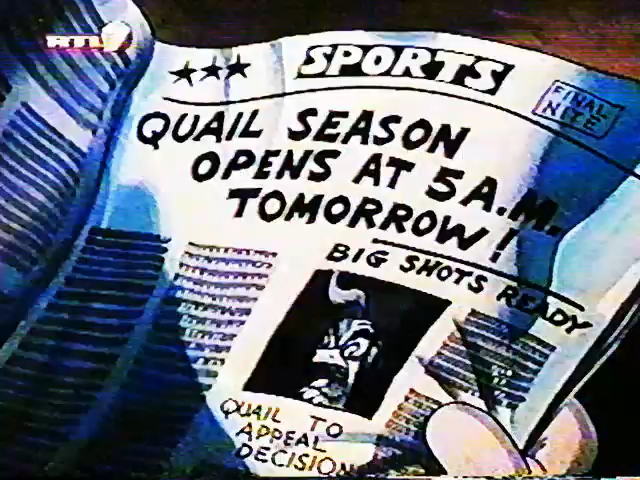 RTL
SPORTS
FINAL
NITE
QUAIL SEASON
OPENS AT 5 A.M.
TOMORROW!
BIG SHOTS READY
QUAIL TO
APPEAL
DECISION